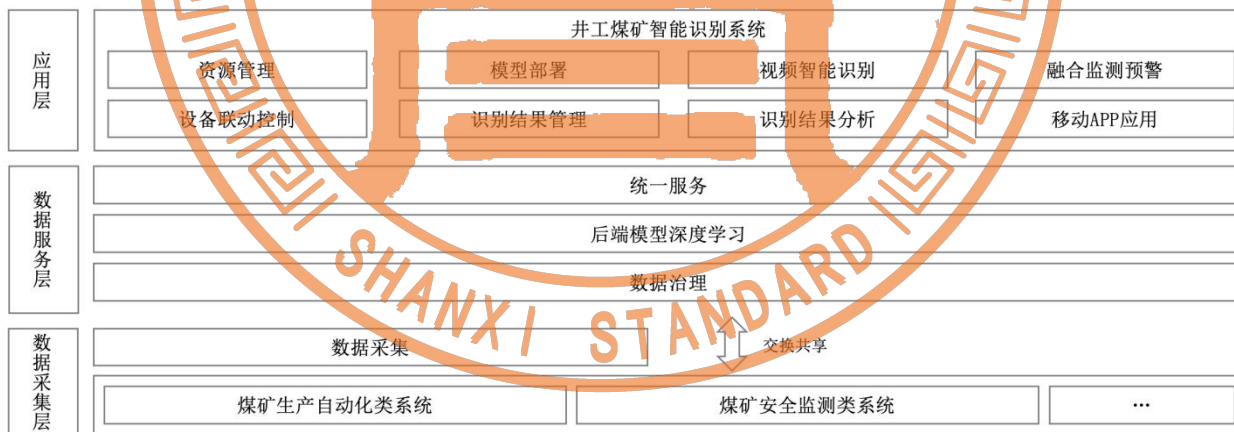 井工煤矿智能识别系统
应用层
资源管理 模型部署 视频智能识别 融合监测预警
设备联动控制 识别结果管理 识别结果分析 移动APP应用
数据服务层
统一服务
后端模型深度学习
数据治理
SHANXI STANDARD
数据采集层
数据采集 交换共享
煤矿生产自动化类系统 煤矿安全监测类系统 …